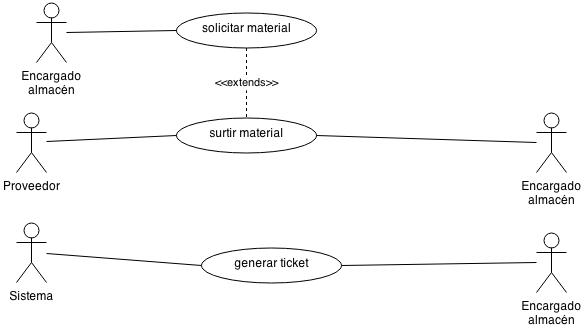 solicitar material
Encargado
almacén
<<extends>>
surtir material
Proveedor
Encargado
almacén
generar ticket
Sistema
Encargado
almacén